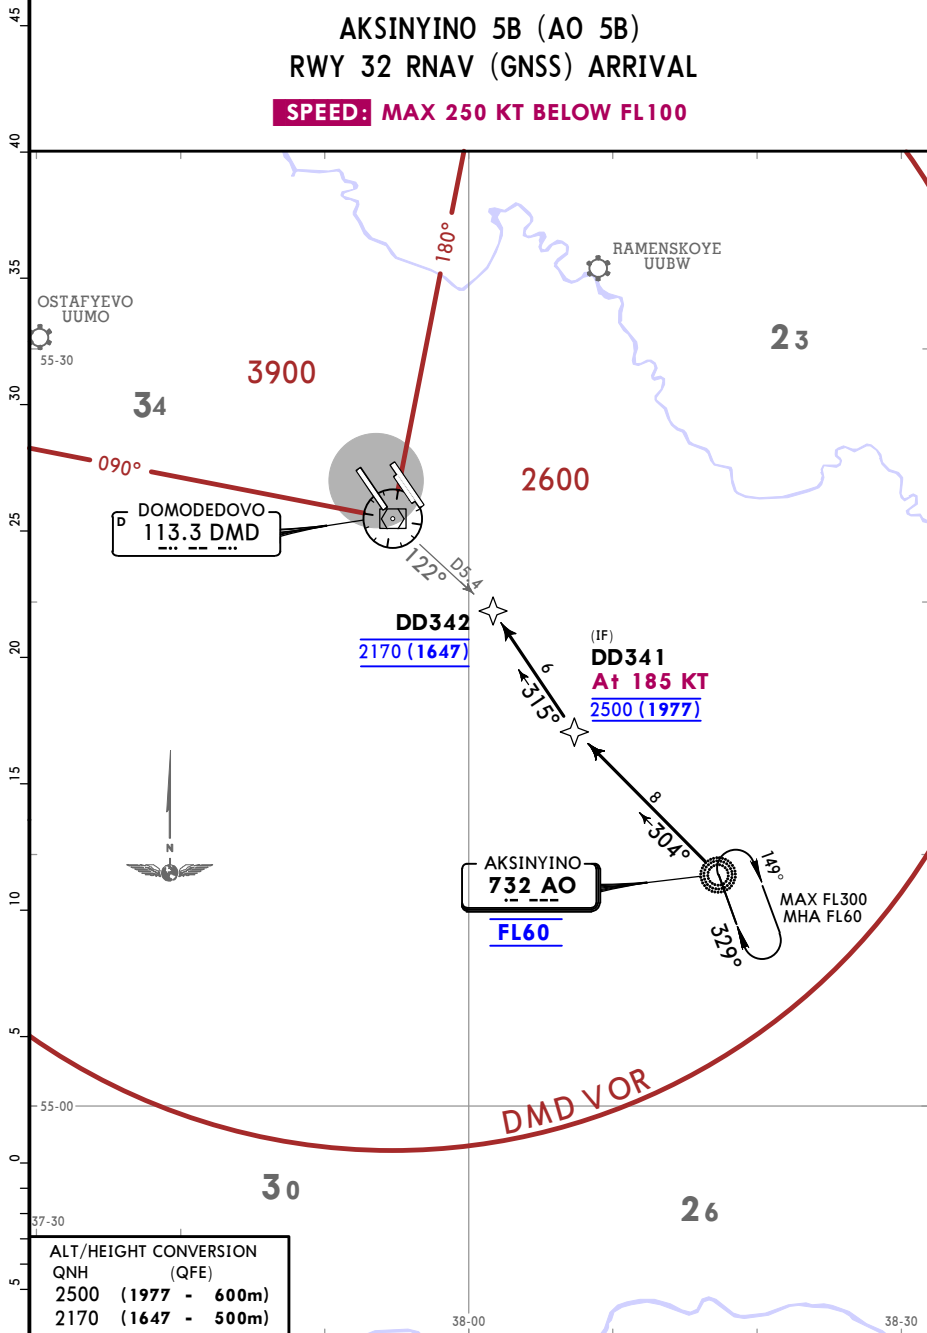 AKSINYINO 5B (AO 5B)
RWY 32 RNAV (GNSS) ARRIVAL
SPEED: MAX 250 KT BELOW FL100
45
40
35
30
25
20
15
10
5
0
5
180°
RAMENSKOYE
UUBW
OSTAFYEVO
UUMO
55-30
23
3900
34
090°
2600
DOMODEDOVO
D
113.3 DMD
D5.4
122°
DD342
2170 (1647)
(IF)
DD341
At 185 KT
2500 (1977)
6
315°
8
304°
N
AKSINYINO
732 AO
FL60
149°
MAX FL300
MHA FL60
329°
DMD VOR
55-00
30
26
37-30
ALT/HEIGHT CONVERSION
QNH (QFE)
2500 (1977 - 600m)
2170 (1647 - 500m)
38-00
38-30